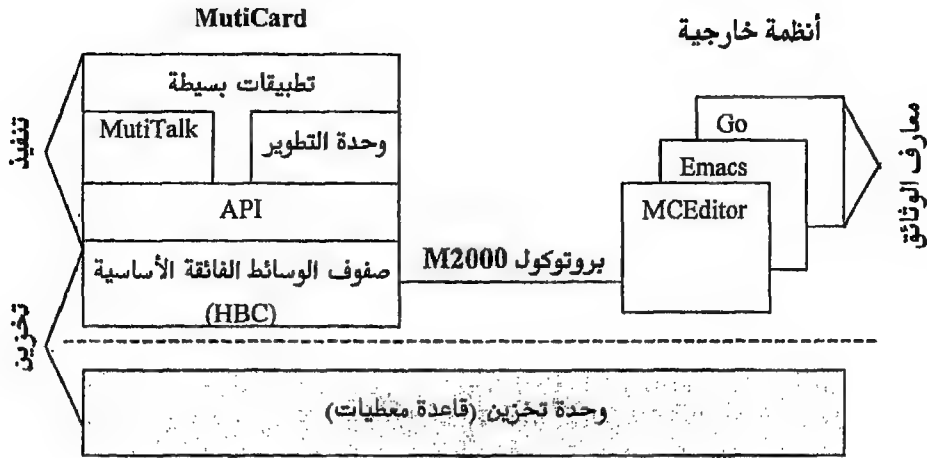 MutiCard
أنظمة خارجية
تطبيقات بسيطة
MutiTalk
وحدة التطوير
API
صفوف الوسائط الفائقة الأساسية
(HBC)
تنفيذ
تخزين
بروتوكول M2000
Go
Emacs
MCEditor
معارف الوثائق
وحدة تخزين (قاعدة معطيات)